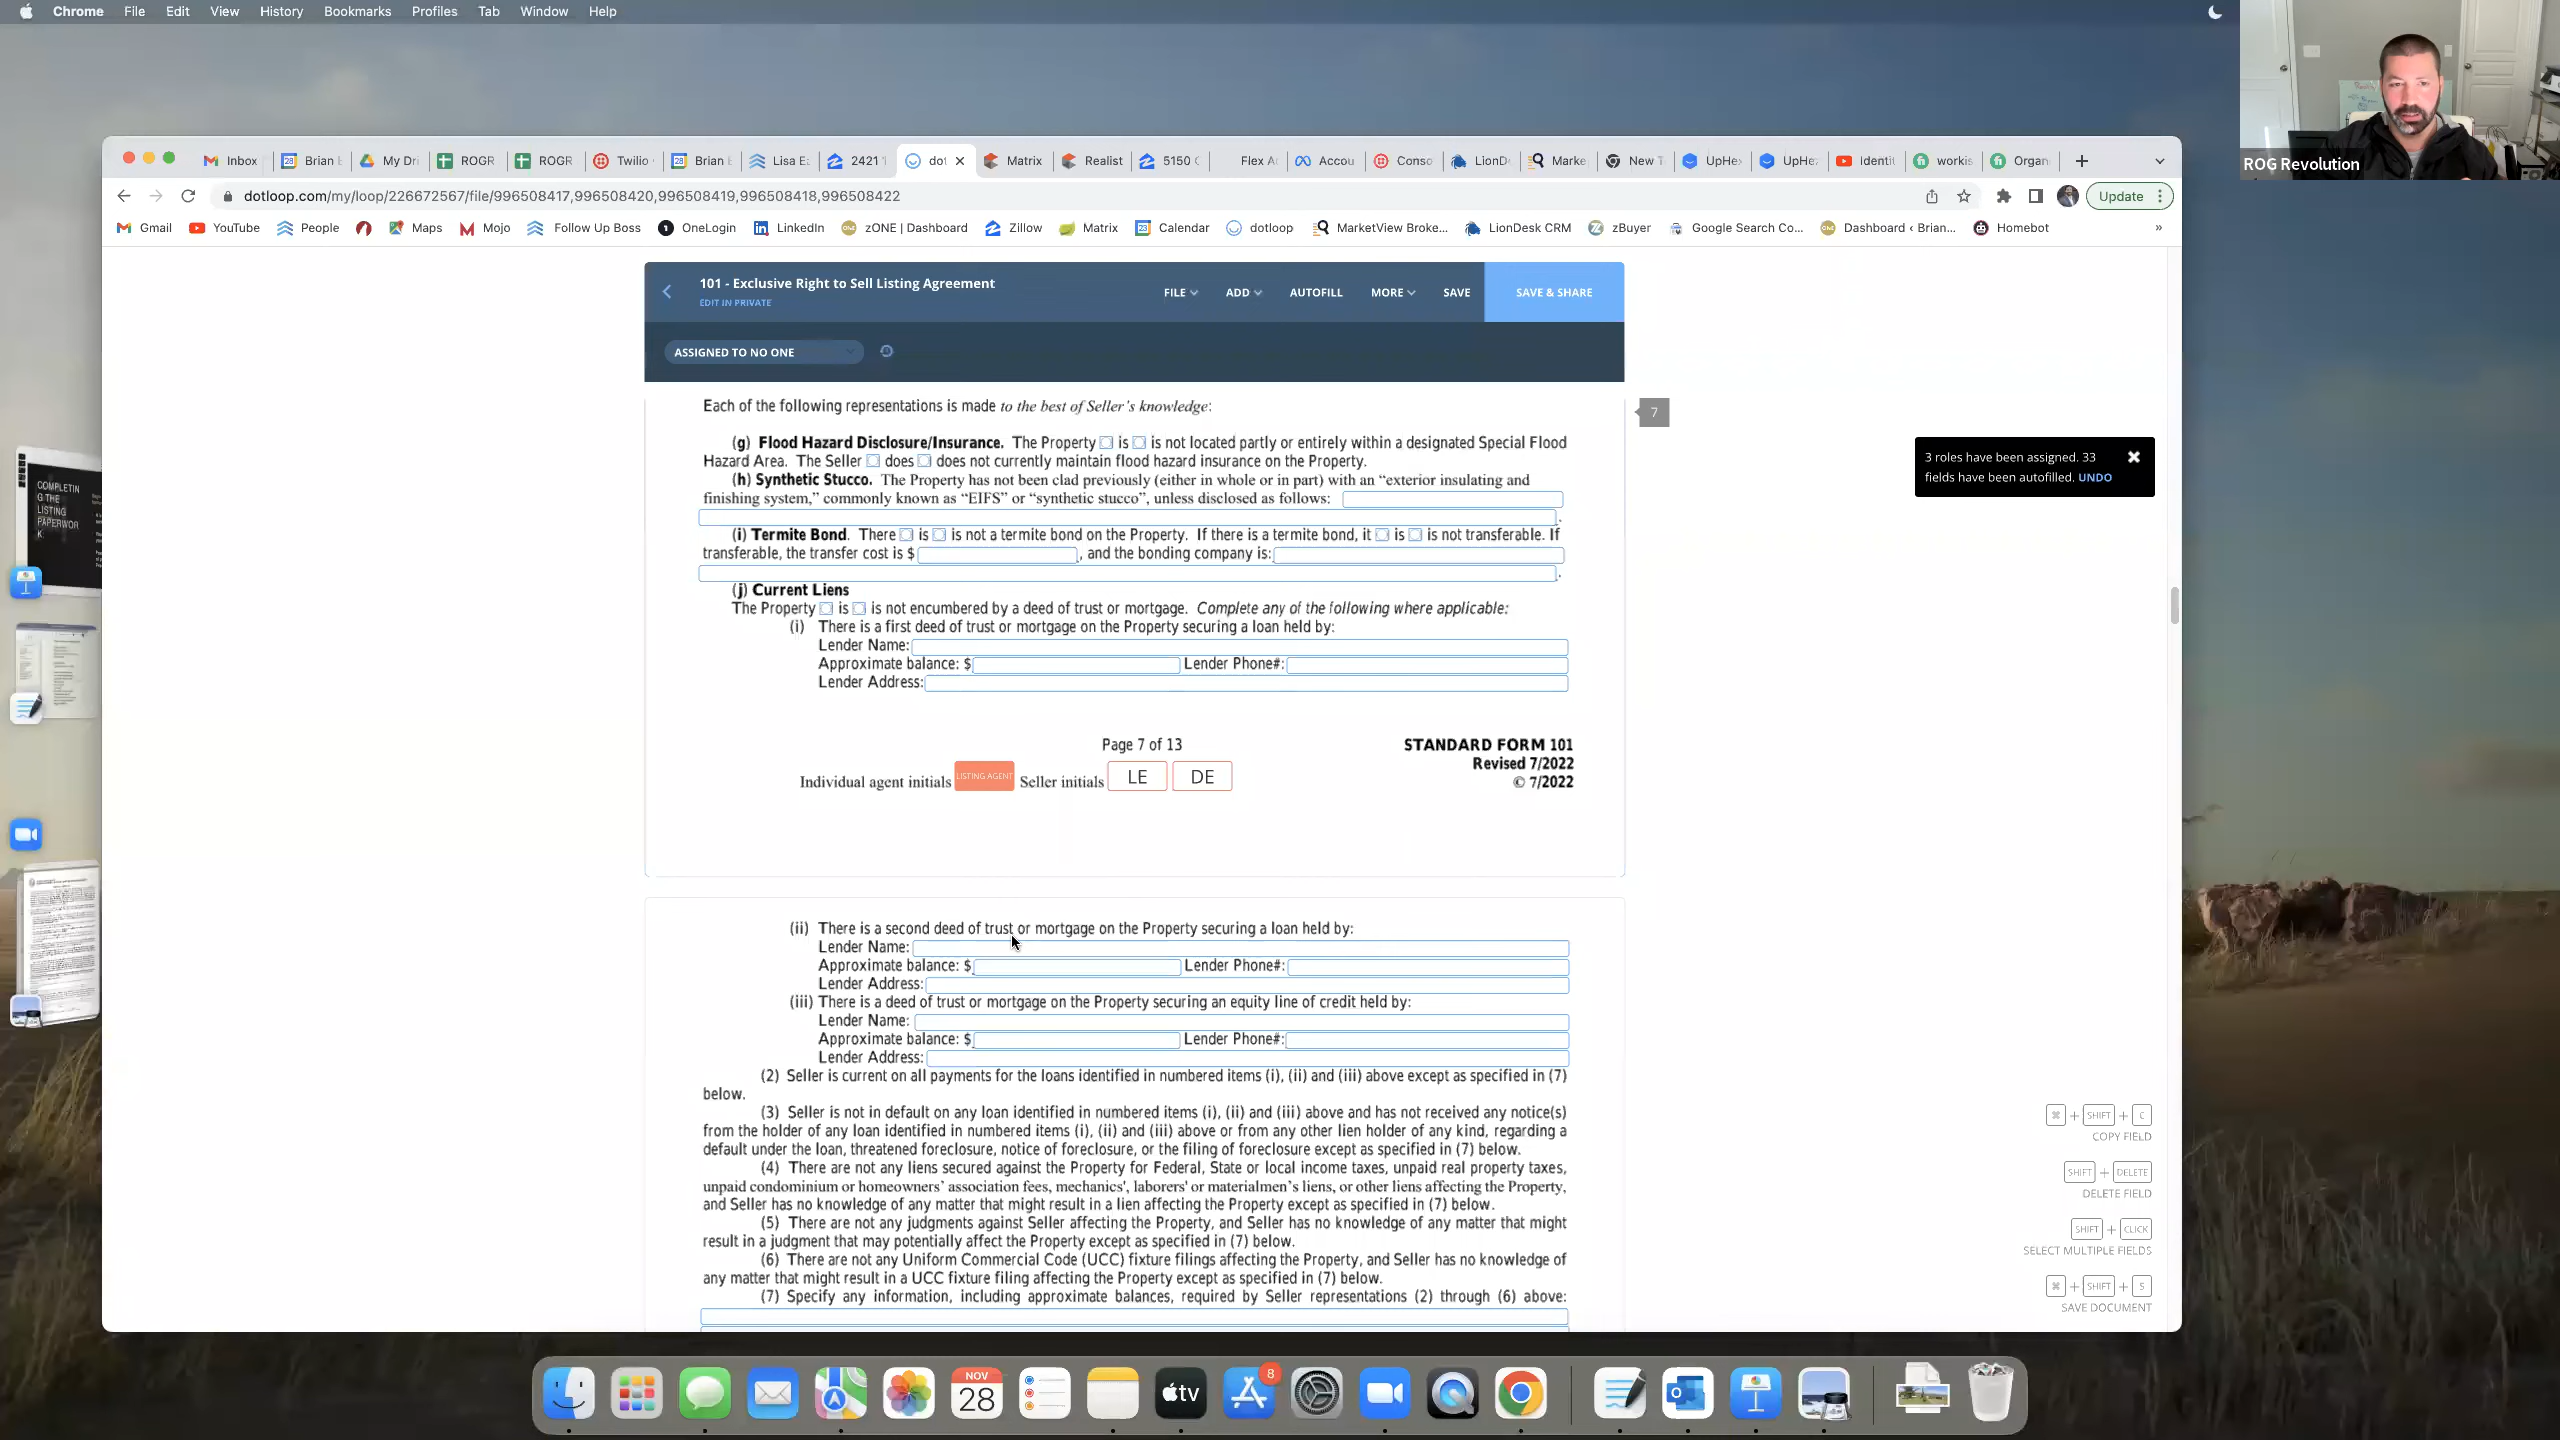 Chrome File Edit View History Bookmarks Profiles Tab Window Help
ROG Revolution
Inbox Brian My Dri ROGR ROGR Twilio Brian Lisa E 2421 dot Matrix Realist 5150 Flex A Accou Conso LionD Marke New T UpHe UpHe Identit workis Organ
dotloop.com/my/loop/226672567/file/996508417,996508420,996508419,996508418,996508422
Update
Gmail YouTube People Maps Mojo Follow Up Boss OneLogin LinkedIn zONE | Dashboard Zillow Matrix Calendar dotloop MarketView Broke... LionDesk CRM zBuyer Google Search Co... Dashboard ‹ Brian... Homebot »
101 - Exclusive Right to Sell Listing Agreement
EDIT IN PRIVATE
FILE ADD AUTOFILL MORE SAVE SAVE & SHARE
ASSIGNED TO NO ONE
7
3 roles have been assigned. 33
fields have been autofilled. UNDO
COMPLETIN
G THE
LISTING
PAPERWOR
K.
Each of the following representations is made to the best of Seller's knowledge:
(g) Flood Hazard Disclosure/Insurance. The Property is is not located partly or entirely within a designated Special Flood
Hazard Area. The Seller does does not currently maintain flood hazard insurance on the Property.
(h) Synthetic Stucco. The Property has not been clad previously (either in whole or in part) with an “exterior insulating and
finishing system,” commonly known as “EIFS” or “synthetic stucco”, unless disclosed as follows:
.
(i) Termite Bond. There is is not a termite bond on the Property. If there is a termite bond, it is is not transferable. If
transferable, the transfer cost is $ , and the bonding company is:
.
(j) Current Liens
The Property is is not encumbered by a deed of trust or mortgage. Complete any of the following where applicable:
(i) There is a first deed of trust or mortgage on the Property securing a loan held by:
Lender Name:
Approximate balance: $ Lender Phone#:
Lender Address:
Page 7 of 13
STANDARD FORM 101
Revised 7/2022
© 7/2022
Individual agent initials LISTING AGENT Seller initials LE DE
(ii) There is a second deed of trust or mortgage on the Property securing a loan held by:
Lender Name:
Approximate balance: $ Lender Phone#:
Lender Address:
(iii) There is a deed of trust or mortgage on the Property securing an equity line of credit held by:
Lender Name:
Approximate balance: $ Lender Phone#:
Lender Address:
(2) Seller is current on all payments for the loans identified in numbered items (i), (ii) and (iii) above except as specified in (7)
below.
(3) Seller is not in default on any loan identified in numbered items (i), (ii) and (iii) above and has not received any notice(s)
from the holder of any loan identified in numbered items (i), (ii) and (iii) above or from any other lien holder of any kind, regarding a
default under the loan, threatened foreclosure, notice of foreclosure, or the filing of foreclosure except as specified in (7) below.
(4) There are not any liens secured against the Property for Federal, State or local income taxes, unpaid real property taxes,
unpaid condominium or homeowners’ association fees, mechanics', laborers' or materialmen’s liens, or other liens affecting the Property,
and Seller has no knowledge of any matter that might result in a lien affecting the Property except as specified in (7) below.
(5) There are not any judgments against Seller affecting the Property, and Seller has no knowledge of any matter that might
result in a judgment that may potentially affect the Property except as specified in (7) below.
(6) There are not any Uniform Commercial Code (UCC) fixture filings affecting the Property, and Seller has no knowledge of
any matter that might result in a UCC fixture filing affecting the Property except as specified in (7) below.
(7) Specify any information, including approximate balances, required by Seller representations (2) through (6) above:
⌘ + SHIFT + C
COPY FIELD
SHIFT + DELETE
DELETE FIELD
SHIFT + CLICK
SELECT MULTIPLE FIELDS
⌘ + SHIFT + S
SAVE DOCUMENT
NOV
28
tv
8